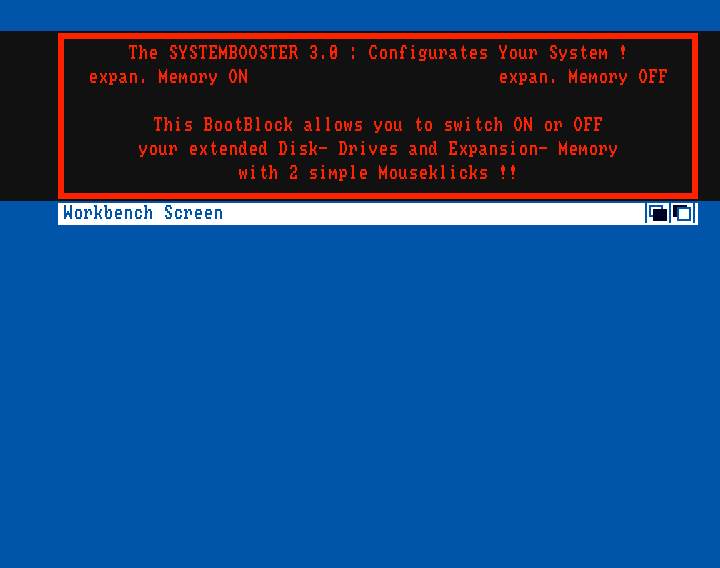 The SYSTEMBOOSTER 3.0 : Configurates Your System !
expan. Memory ON expan. Memory OFF
This BootBlock allows you to switch ON or OFF
your extended Disk- Drives and Expansion- Memory
with 2 simple Mouseklicks !!
Workbench Screen